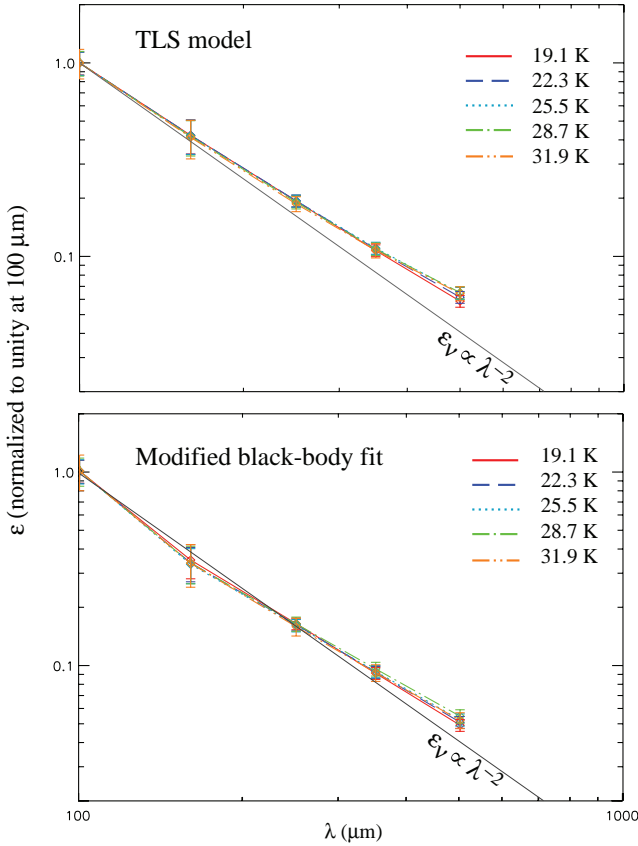 TLS model
19.1 K
22.3 K
25.5 K
28.7 K
31.9 K
1.0
0.1
εν ∝ λ−2
ε (normalized to unity at 100 μm)
Modified black-body fit
19.1 K
22.3 K
25.5 K
28.7 K
31.9 K
1.0
0.1
εν ∝ λ−2
100
1000
λ (μm)